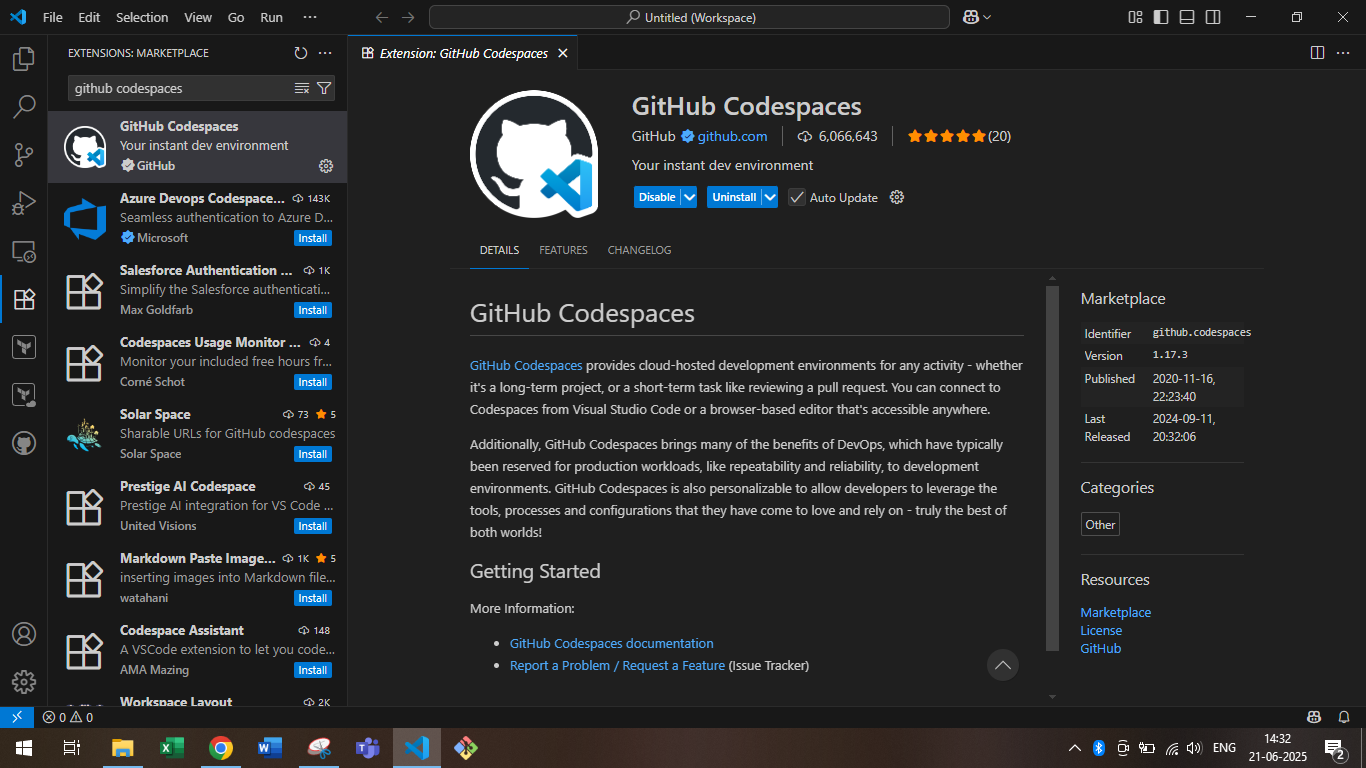 File Edit Selection View Go Run ···
Untitled (Workspace)
EXTENSIONS: MARKETPLACE
github codespaces
GitHub Codespaces
Your instant dev environment
GitHub
Azure Devops Codespace... 143K
Seamless authentication to Azure D...
Microsoft Install
Salesforce Authentication ... 1K
Simplify the Salesforce authenticati...
Max Goldfarb Install
Codespaces Usage Monitor ... 4
Monitor your included free hours fr...
Corné Schot Install
Solar Space 73 5
Sharable URLs for GitHub codespaces
Solar Space Install
Prestige AI Codespace 45
Prestige AI integration for VS Code ...
United Visions Install
Markdown Paste Image... 1K 5
inserting images into Markdown file...
watahani Install
Codespace Assistant 148
A VSCode extension to let you code...
AMA Mazing Install
Workspace Layout 2K
Extension: GitHub Codespaces
GitHub Codespaces
GitHub github.com 6,066,643 (20)
Your instant dev environment
Disable Uninstall Auto Update
DETAILS FEATURES CHANGELOG
GitHub Codespaces
GitHub Codespaces provides cloud-hosted development environments for any activity - whether
it's a long-term project, or a short-term task like reviewing a pull request. You can connect to
Codespaces from Visual Studio Code or a browser-based editor that's accessible anywhere.
Additionally, GitHub Codespaces brings many of the benefits of DevOps, which have typically
been reserved for production workloads, like repeatability and reliability, to development
environments. GitHub Codespaces is also personalizable to allow developers to leverage the
tools, processes and configurations that they have come to love and rely on - truly the best of
both worlds!
Getting Started
More Information:
• GitHub Codespaces documentation
• Report a Problem / Request a Feature (Issue Tracker)
Marketplace
Identifier github.codespaces
Version 1.17.3
Published 2020-11-16,
22:23:40
Last 2024-09-11,
Released 20:32:06
Categories
Other
Resources
Marketplace
License
GitHub
0 0
ENG
14:32
21-06-2025
2